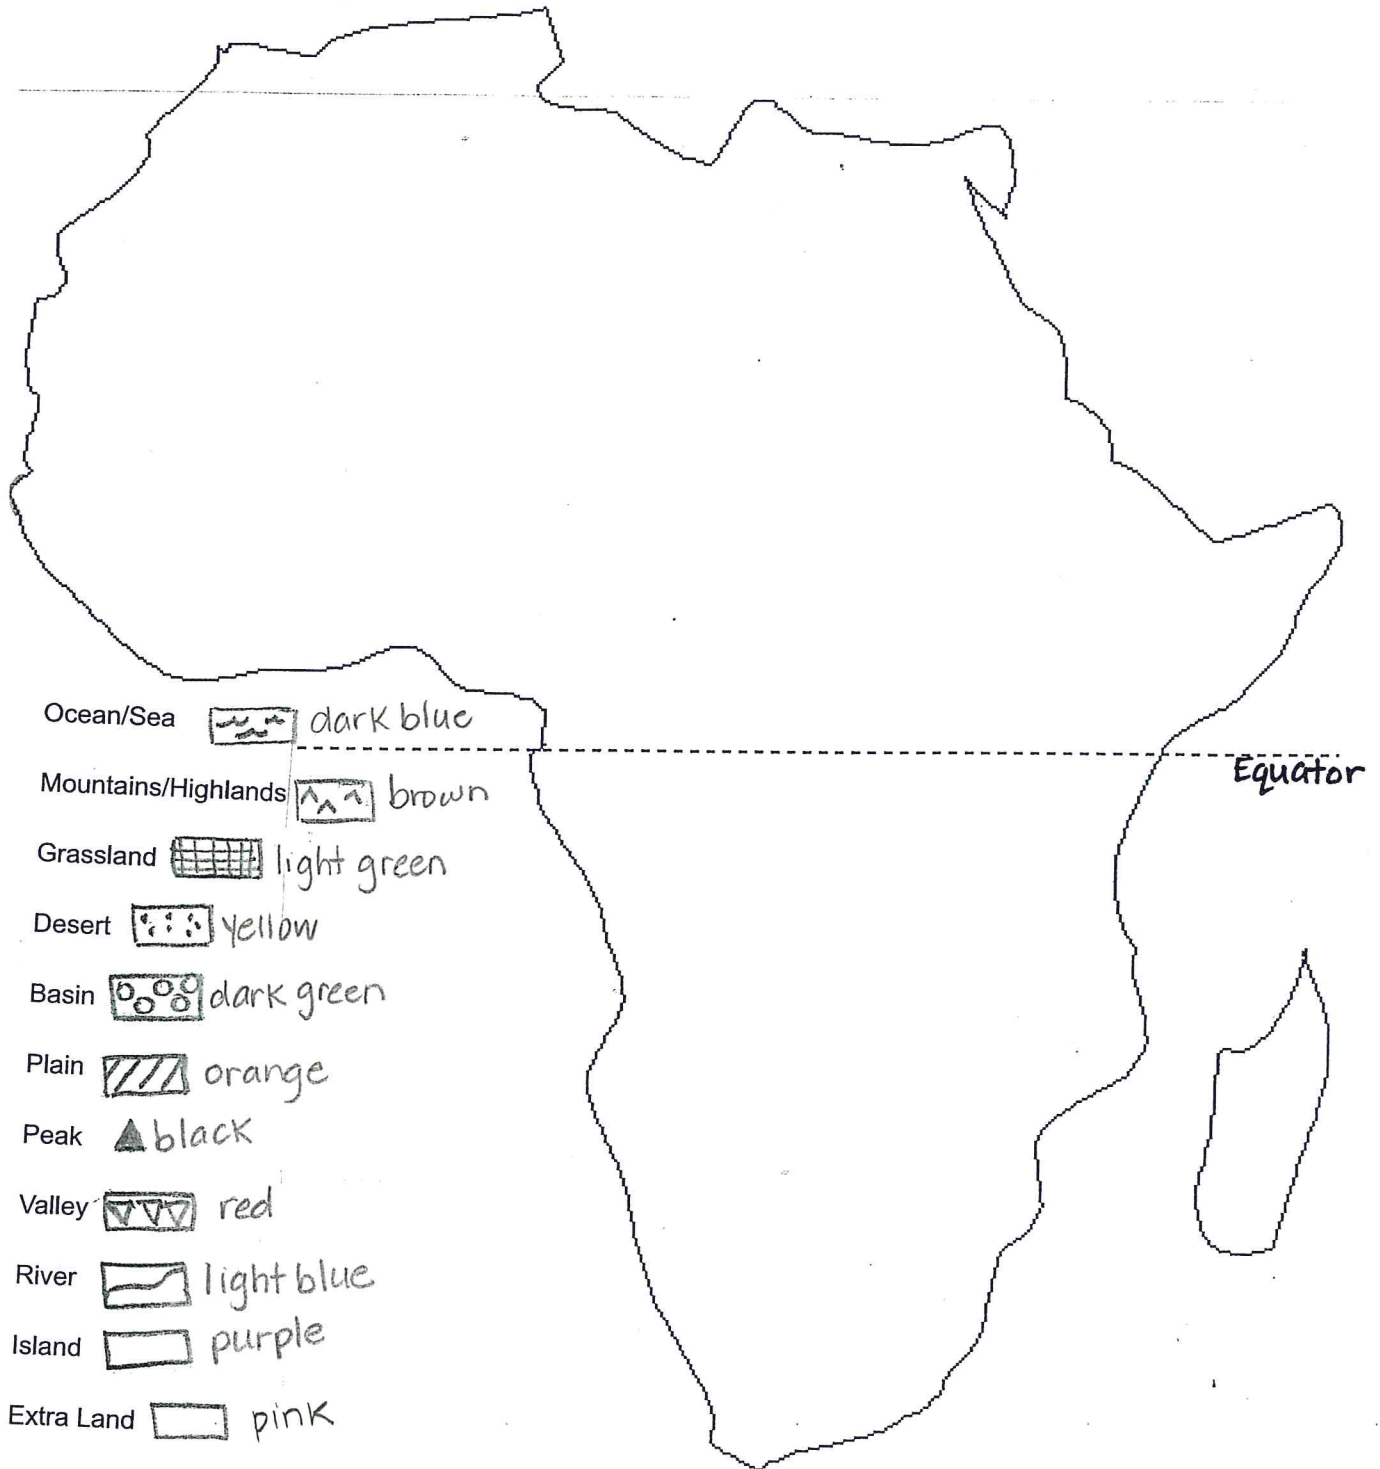 Ocean/Sea dark blue
Equator
Mountains/Highlands brown
Grassland light green
Desert yellow
Basin dark green
Plain orange
Peak black
Valley red
River light blue
Island purple
Extra Land pink